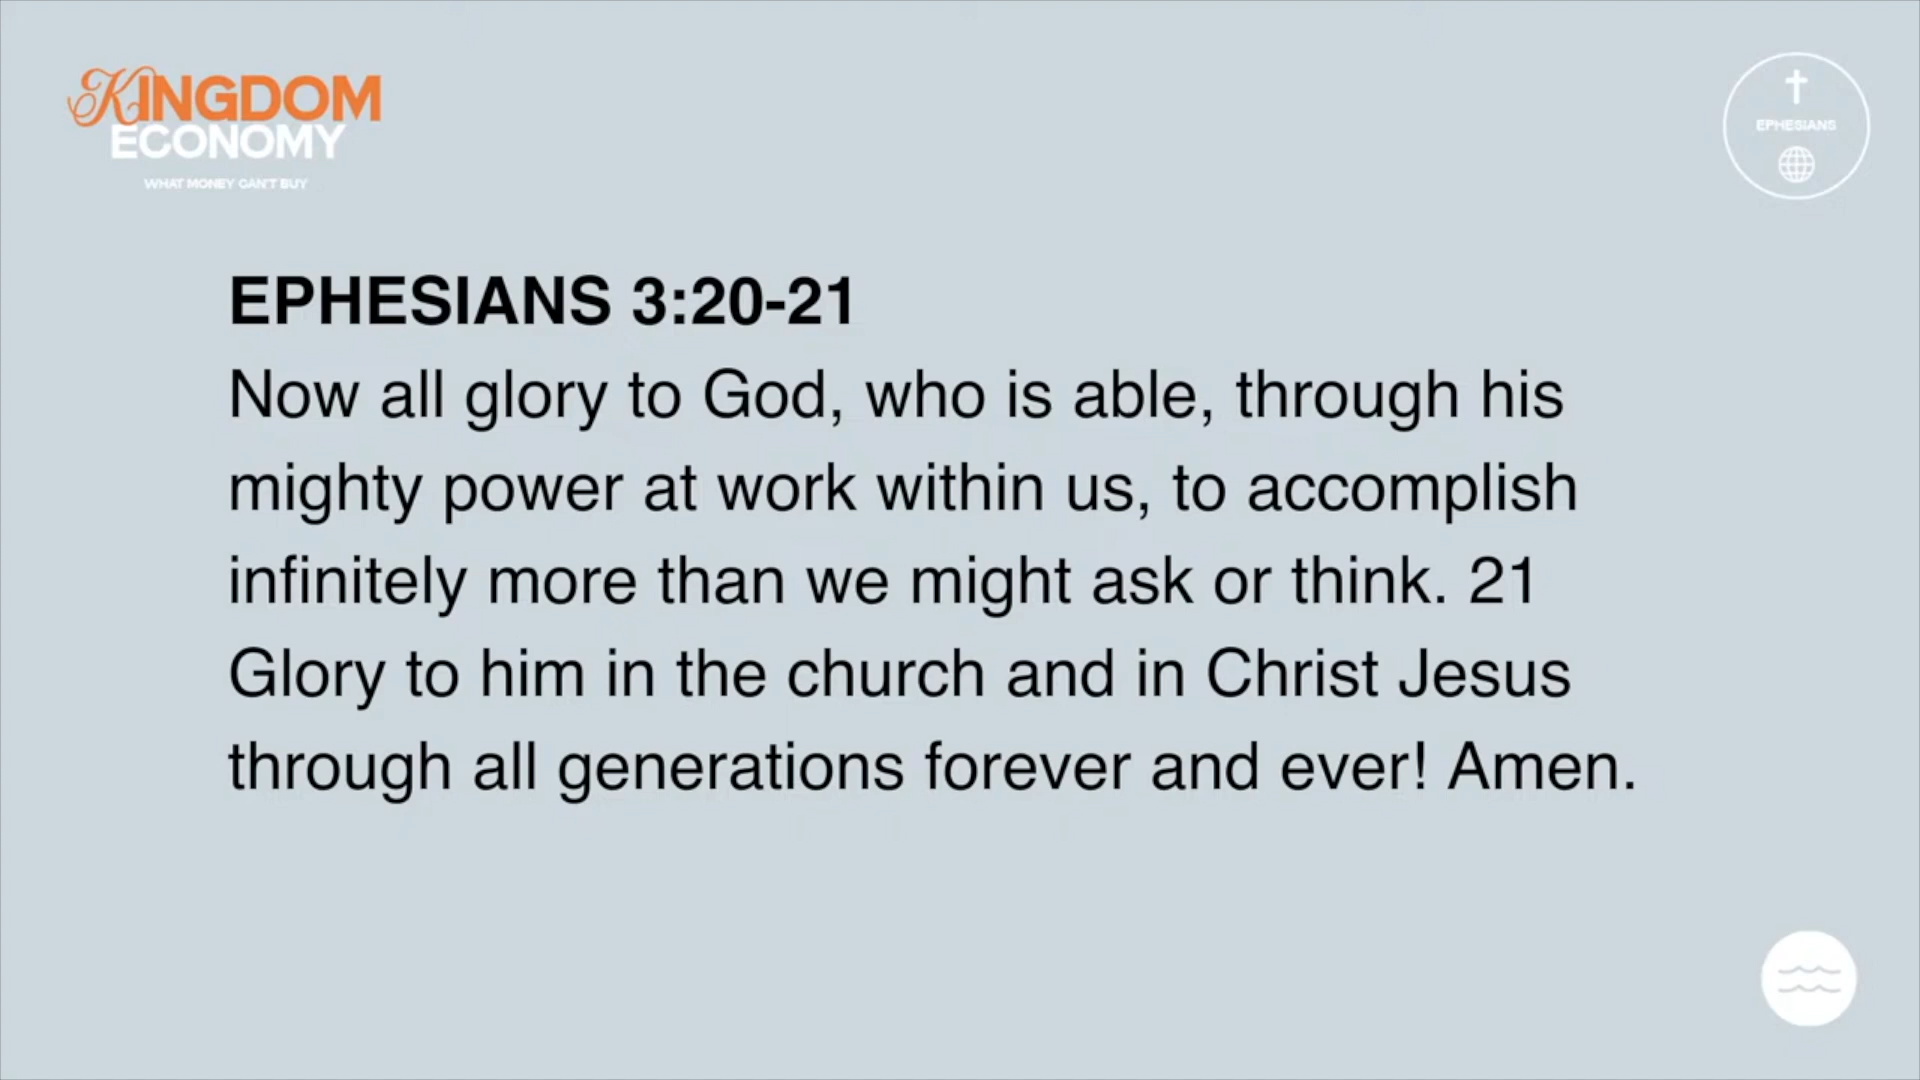 KINGDOM
ECONOMY
WHAT MONEY CAN'T BUY
EPHESIANS
EPHESIANS 3:20-21
Now all glory to God, who is able, through his
mighty power at work within us, to accomplish
infinitely more than we might ask or think. 21
Glory to him in the church and in Christ Jesus
through all generations forever and ever! Amen.